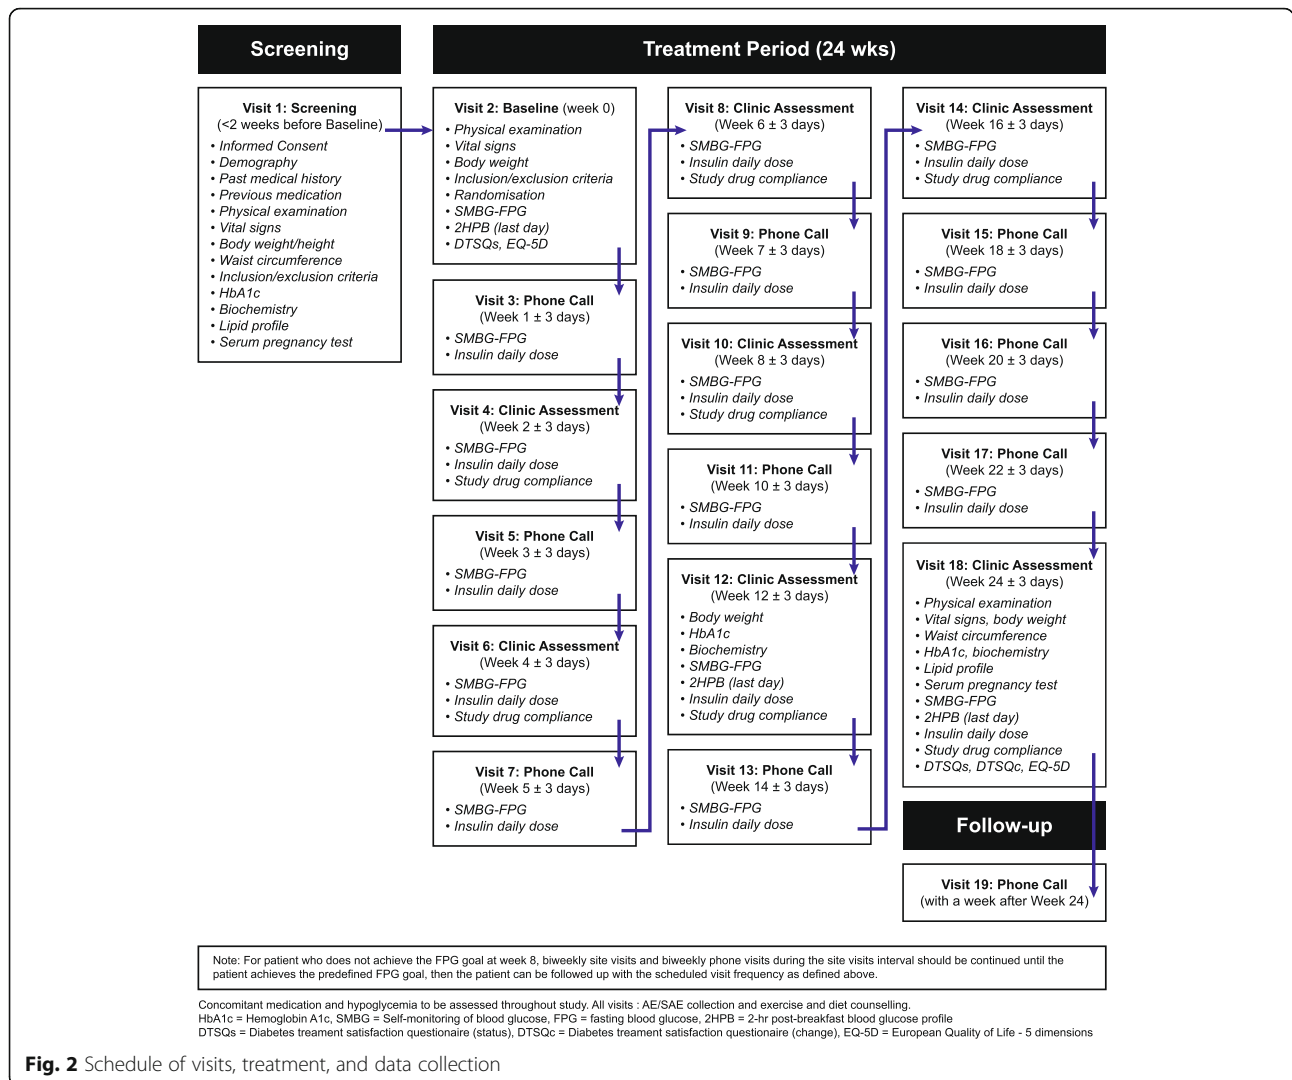 Screening
Visit 1: Screening
(<2 weeks before Baseline)
• Informed Consent
• Demography
• Past medical history
• Previous medication
• Physical examination
• Vital signs
• Body weight/height
• Waist circumference
• Inclusion/exclusion criteria
• HbA1c
• Biochemistry
• Lipid profile
• Serum pregnancy test
Treatment Period (24 wks)
Visit 2: Baseline (week 0)
• Physical examination
• Vital signs
• Body weight
• Inclusion/exclusion criteria
• Randomisation
• SMBG-FPG
• 2HPB (last day)
• DTSQs, EQ-5D
Visit 3: Phone Call
(Week 1 ± 3 days)
• SMBG-FPG
• Insulin daily dose
Visit 4: Clinic Assessment
(Week 2 ± 3 days)
• SMBG-FPG
• Insulin daily dose
• Study drug compliance
Visit 5: Phone Call
(Week 3 ± 3 days)
• SMBG-FPG
• Insulin daily dose
Visit 6: Clinic Assessment
(Week 4 ± 3 days)
• SMBG-FPG
• Insulin daily dose
• Study drug compliance
Visit 7: Phone Call
(Week 5 ± 3 days)
• SMBG-FPG
• Insulin daily dose
Visit 8: Clinic Assessment
(Week 6 ± 3 days)
• SMBG-FPG
• Insulin daily dose
• Study drug compliance
Visit 9: Phone Call
(Week 7 ± 3 days)
• SMBG-FPG
• Insulin daily dose
Visit 10: Clinic Assessment
(Week 8 ± 3 days)
• SMBG-FPG
• Insulin daily dose
• Study drug compliance
Visit 11: Phone Call
(Week 10 ± 3 days)
• SMBG-FPG
• Insulin daily dose
Visit 12: Clinic Assessment
(Week 12 ± 3 days)
• Body weight
• HbA1c
• Biochemistry
• SMBG-FPG
• 2HPB (last day)
• Insulin daily dose
• Study drug compliance
Visit 13: Phone Call
(Week 14 ± 3 days)
• SMBG-FPG
• Insulin daily dose
Visit 14: Clinic Assessment
(Week 16 ± 3 days)
• SMBG-FPG
• Insulin daily dose
• Study drug compliance
Visit 15: Phone Call
(Week 18 ± 3 days)
• SMBG-FPG
• Insulin daily dose
Visit 16: Phone Call
(Week 20 ± 3 days)
• SMBG-FPG
• Insulin daily dose
Visit 17: Phone Call
(Week 22 ± 3 days)
• SMBG-FPG
• Insulin daily dose
Visit 18: Clinic Assessment
(Week 24 ± 3 days)
• Physical examination
• Vital signs, body weight
• Waist circumference
• HbA1c, biochemistry
• Lipid profile
• Serum pregnancy test
• SMBG-FPG
• 2HPB (last day)
• Insulin daily dose
• Study drug compliance
• DTSQs, DTSQc, EQ-5D
Follow-up
Visit 19: Phone Call
(with a week after Week 24)
Note: For patient who does not achieve the FPG goal at week 8, biweekly site visits and biweekly phone visits during the site visits interval should be continued until the
patient achieves the predefined FPG goal, then the patient can be followed up with the scheduled visit frequency as defined above.
Concomitant medication and hypoglycemia to be assessed throughout study. All visits : AE/SAE collection and exercise and diet counselling.
HbA1c = Hemoglobin A1c, SMBG = Self-monitoring of blood glucose, FPG = fasting blood glucose, 2HPB = 2-hr post-breakfast blood glucose profile
DTSQs = Diabetes treament satisfaction questionaire (status), DTSQc = Diabetes treament satisfaction questionaire (change), EQ-5D = European Quality of Life - 5 dimensions
Fig. 2 Schedule of visits, treatment, and data collection